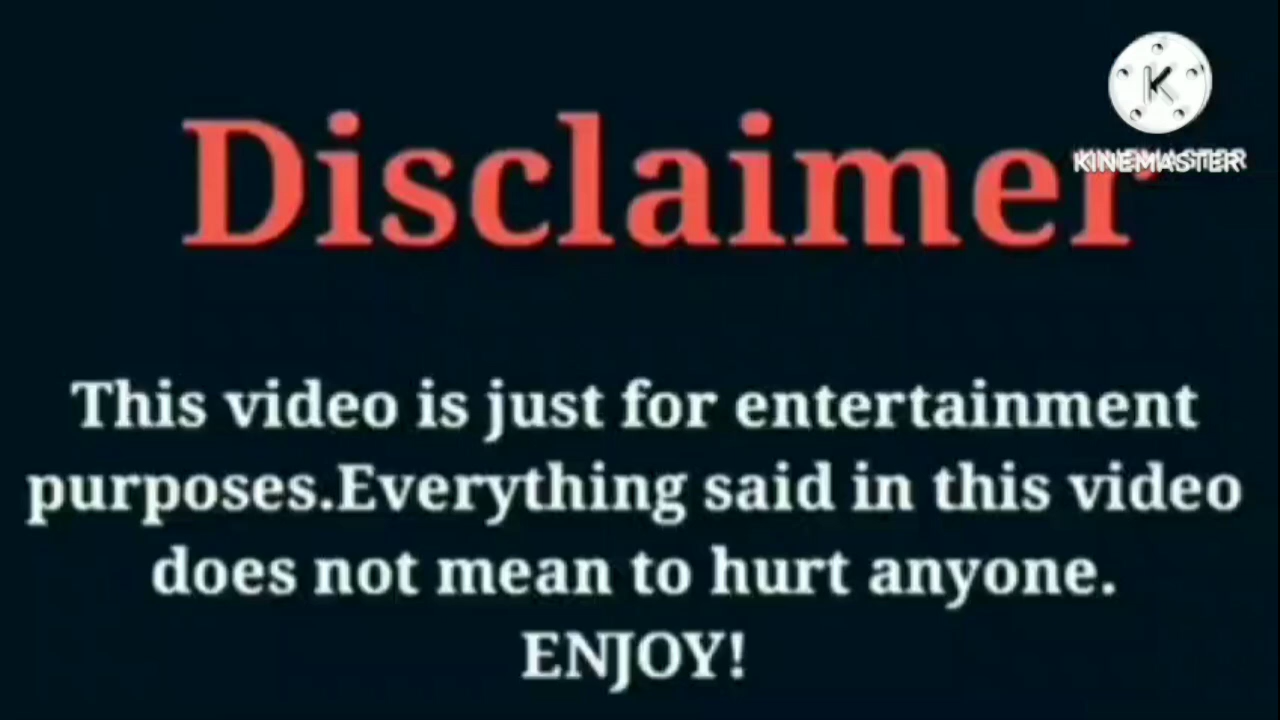 K
KINEMASTER
Disclaimer
This video is just for entertainment
purposes.Everything said in this video
does not mean to hurt anyone.
ENJOY!